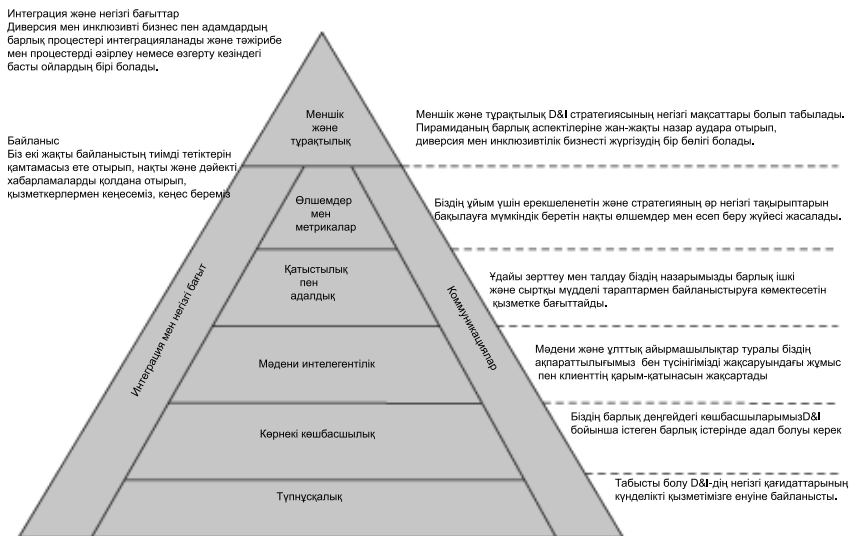 Интеграция және негізгі бағыттар
Диверсия мен инклюзивті бизнес пен адамдардың
барлық процестері интеграцияланады және тәжірибе
мен процестерді әзірлеу немесе өзгерту кезіндегі
басты ойлардың бірі болады.
Байланыс
Біз екі жақты байланыстың тиімді тетіктерін
қамтамасыз ете отырып, нақты және дәйекті
хабарламаларды қолдана отырып,
қызметкерлермен кеңесеміз, кеңес береміз
Меншік
және
тұрақтылық
Өлшемдер
мен
метрикалар
Қатыстылық
пен
адалдық
Мәдени интелегентілік
Көрнекі көшбасшылық
Түпнұсқалық
Интеграция мен негізгі бағыт
Коммуникациялар
Меншік және тұрақтылық D&I стратегиясының негізгі мақсаттары болып табылады.
Пирамиданың барлық аспектілеріне жан-жақты назар аудара отырып,
диверсия мен инклюзивтілік бизнесті жүргізудің бір бөлігі болады.
Біздің ұйым үшін ерекшеленетін және стратегияның әр негізгі тақырыптарын
бақылауға мүмкіндік беретін нақты өлшемдер мен есеп беру жүйесі жасалады.
Ұдайы зерттеу мен талдау біздің назарымызды барлық ішкі
және сыртқы мүдделі тараптармен байланыстыруға көмектесетін
қызметке бағыттайды.
Мәдени және ұлттық айырмашылықтар туралы біздің
ақпараттылығымыз бен түсінігімізді жақсаруындағы жұмыс
пен клиенттің қарым-қатынасын жақсартады
Біздің барлық деңгейдегі көшбасшыларымызD&I
бойынша істеген барлық істерінде адал болуы керек
Табысты болу D&I-дің негізгі қағидаттарының
күнделікті қызметімізге енуіне байланысты.